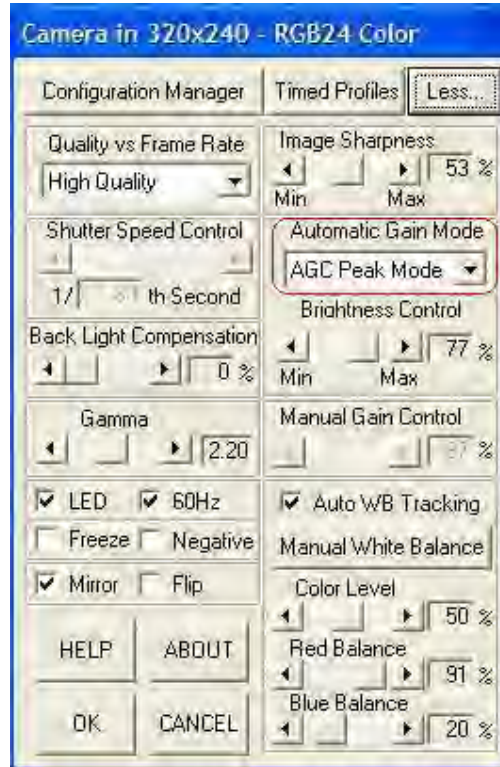 Camera in 320x240 - RGB24 Color
Configuration Manager
Timed Profiles
Less...
Quality vs Frame Rate
High Quality
Shutter Speed Control
1/ th Second
Back Light Compensation
0 %
Gamma
2.20
LED
60Hz
Freeze
Negative
Mirror
Flip
HELP
ABOUT
OK
CANCEL
Image Sharpness
53 %
Min Max
Automatic Gain Mode
AGC Peak Mode
Brightness Control
77 %
Min Max
Manual Gain Control
%
Auto WB Tracking
Manual White Balance
Color Level
50 %
Red Balance
91 %
Blue Balance
20 %